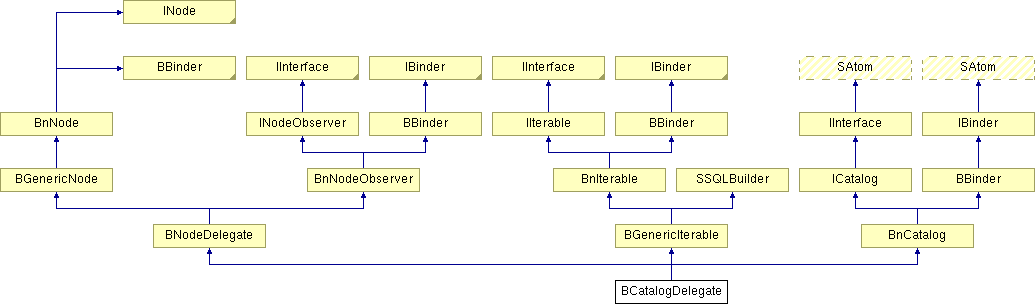 INode
BBinder
IInterface
IBinder
IInterface
IBinder
SAtom
SAtom
BnNode
INodeObserver
BBinder
IIterable
BBinder
IInterface
IBinder
BGenericNode
BnNodeObserver
BnIterable
SSQLBuilder
ICatalog
BBinder
BNodeDelegate
BGenericIterable
BnCatalog
BCatalogDelegate